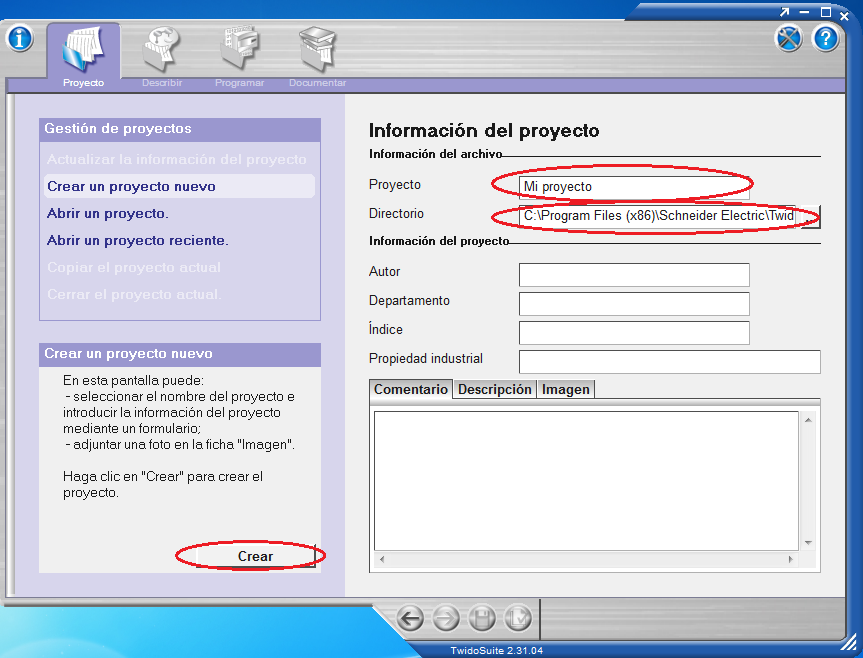 Proyecto
Describir
Programar
Documentar
Gestión de proyectos
Actualizar la información del proyecto
Crear un proyecto nuevo
Abrir un proyecto.
Abrir un proyecto reciente.
Copiar el proyecto actual
Cerrar el proyecto actual.
Crear un proyecto nuevo
En esta pantalla puede:
- seleccionar el nombre del proyecto e
introducir la información del proyecto
mediante un formulario;
- adjuntar una foto en la ficha "Imagen".
Haga clic en "Crear" para crear el
proyecto.
Crear
Información del proyecto
Información del archivo
Proyecto
Mi proyecto
Directorio
C:\Program Files (x86)\Schneider Electric\Twid
...
Información del proyecto
Autor
Departamento
Índice
Propiedad industrial
Comentario Descripción Imagen
TwidoSuite 2.31.04